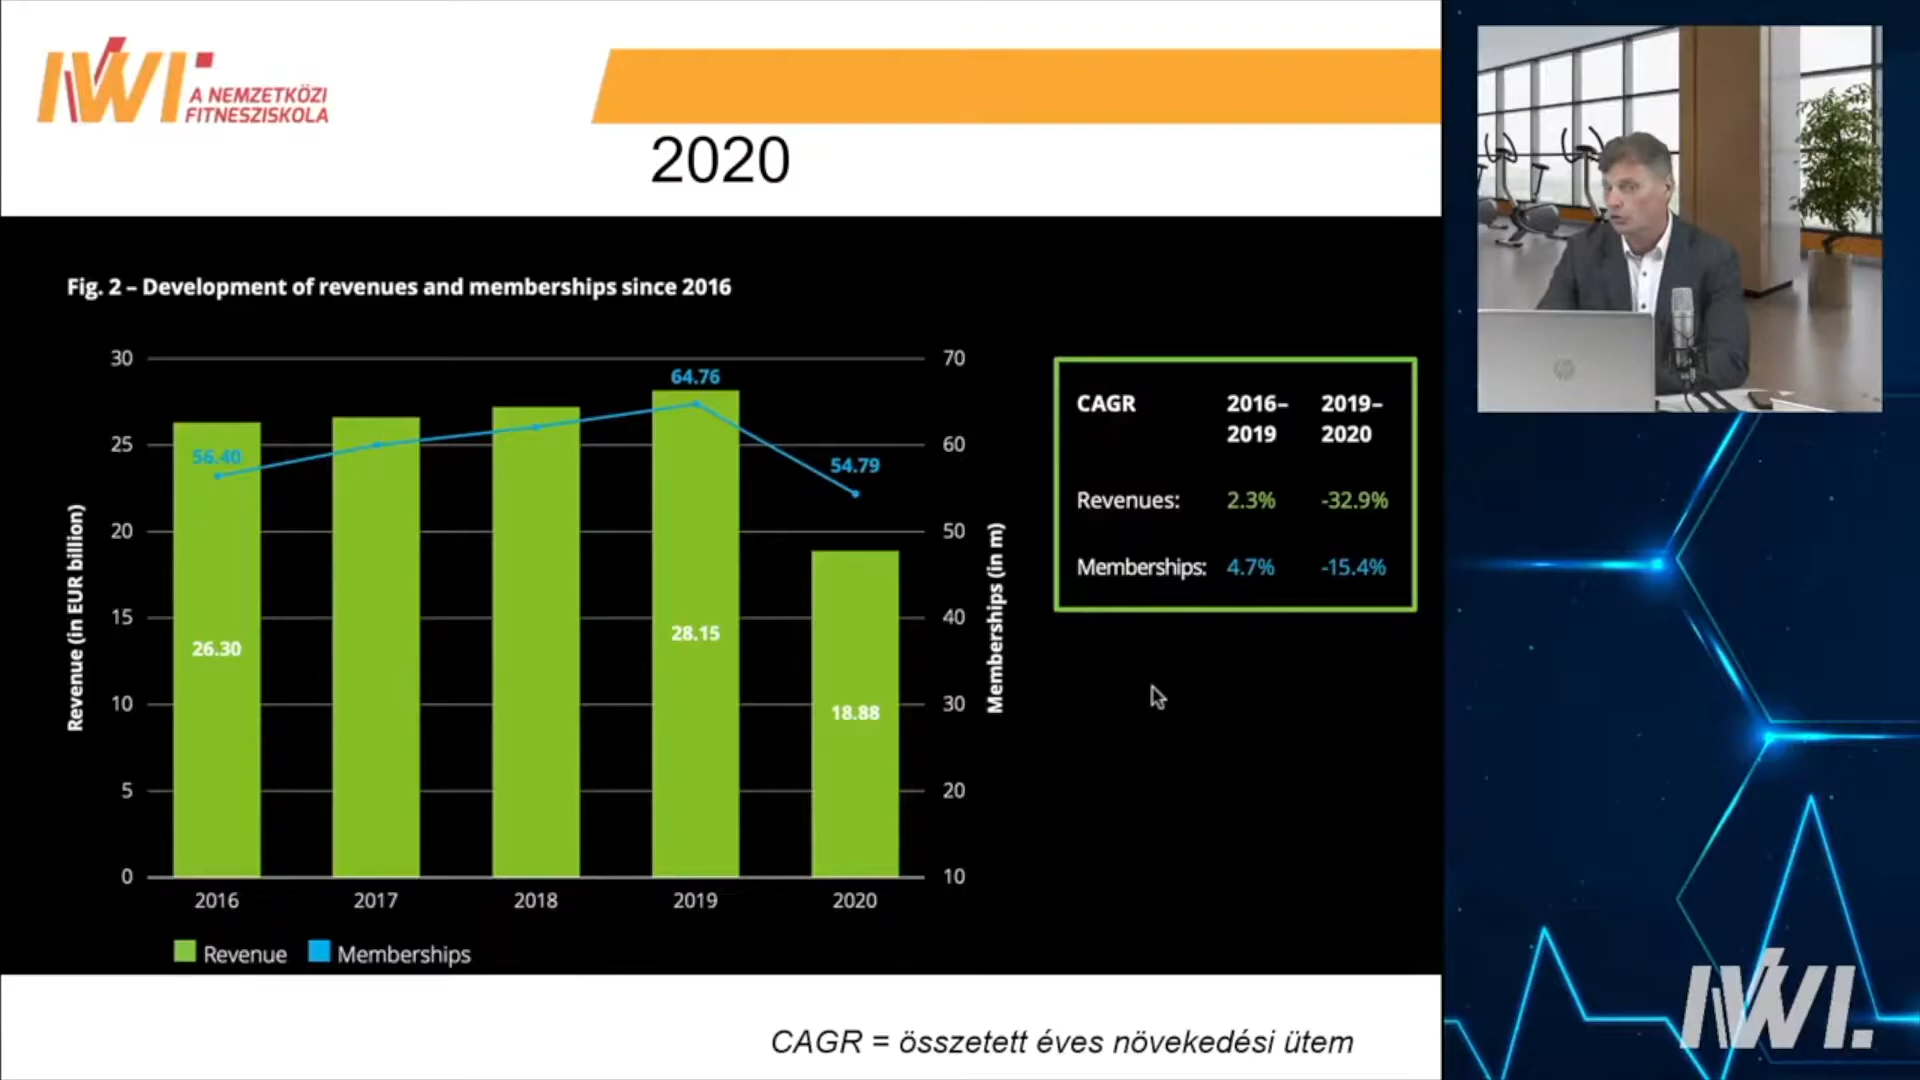 IWI
A NEMZETKÖZI
FITNESZISKOLA
2020
Fig. 2 – Development of revenues and memberships since 2016
Revenue (in EUR billion)
30
25
20
15
10
5
0
56.40
64.76
54.79
26.30
28.15
18.88
70
60
50
40
30
20
10
Memberships (in m)
2016
2017
2018
2019
2020
Revenue
Memberships
CAGR 2016–2019 2019–2020
Revenues: 2.3% -32.9%
Memberships: 4.7% -15.4%
CAGR = összetett éves növekedési ütem
hp
IWI.